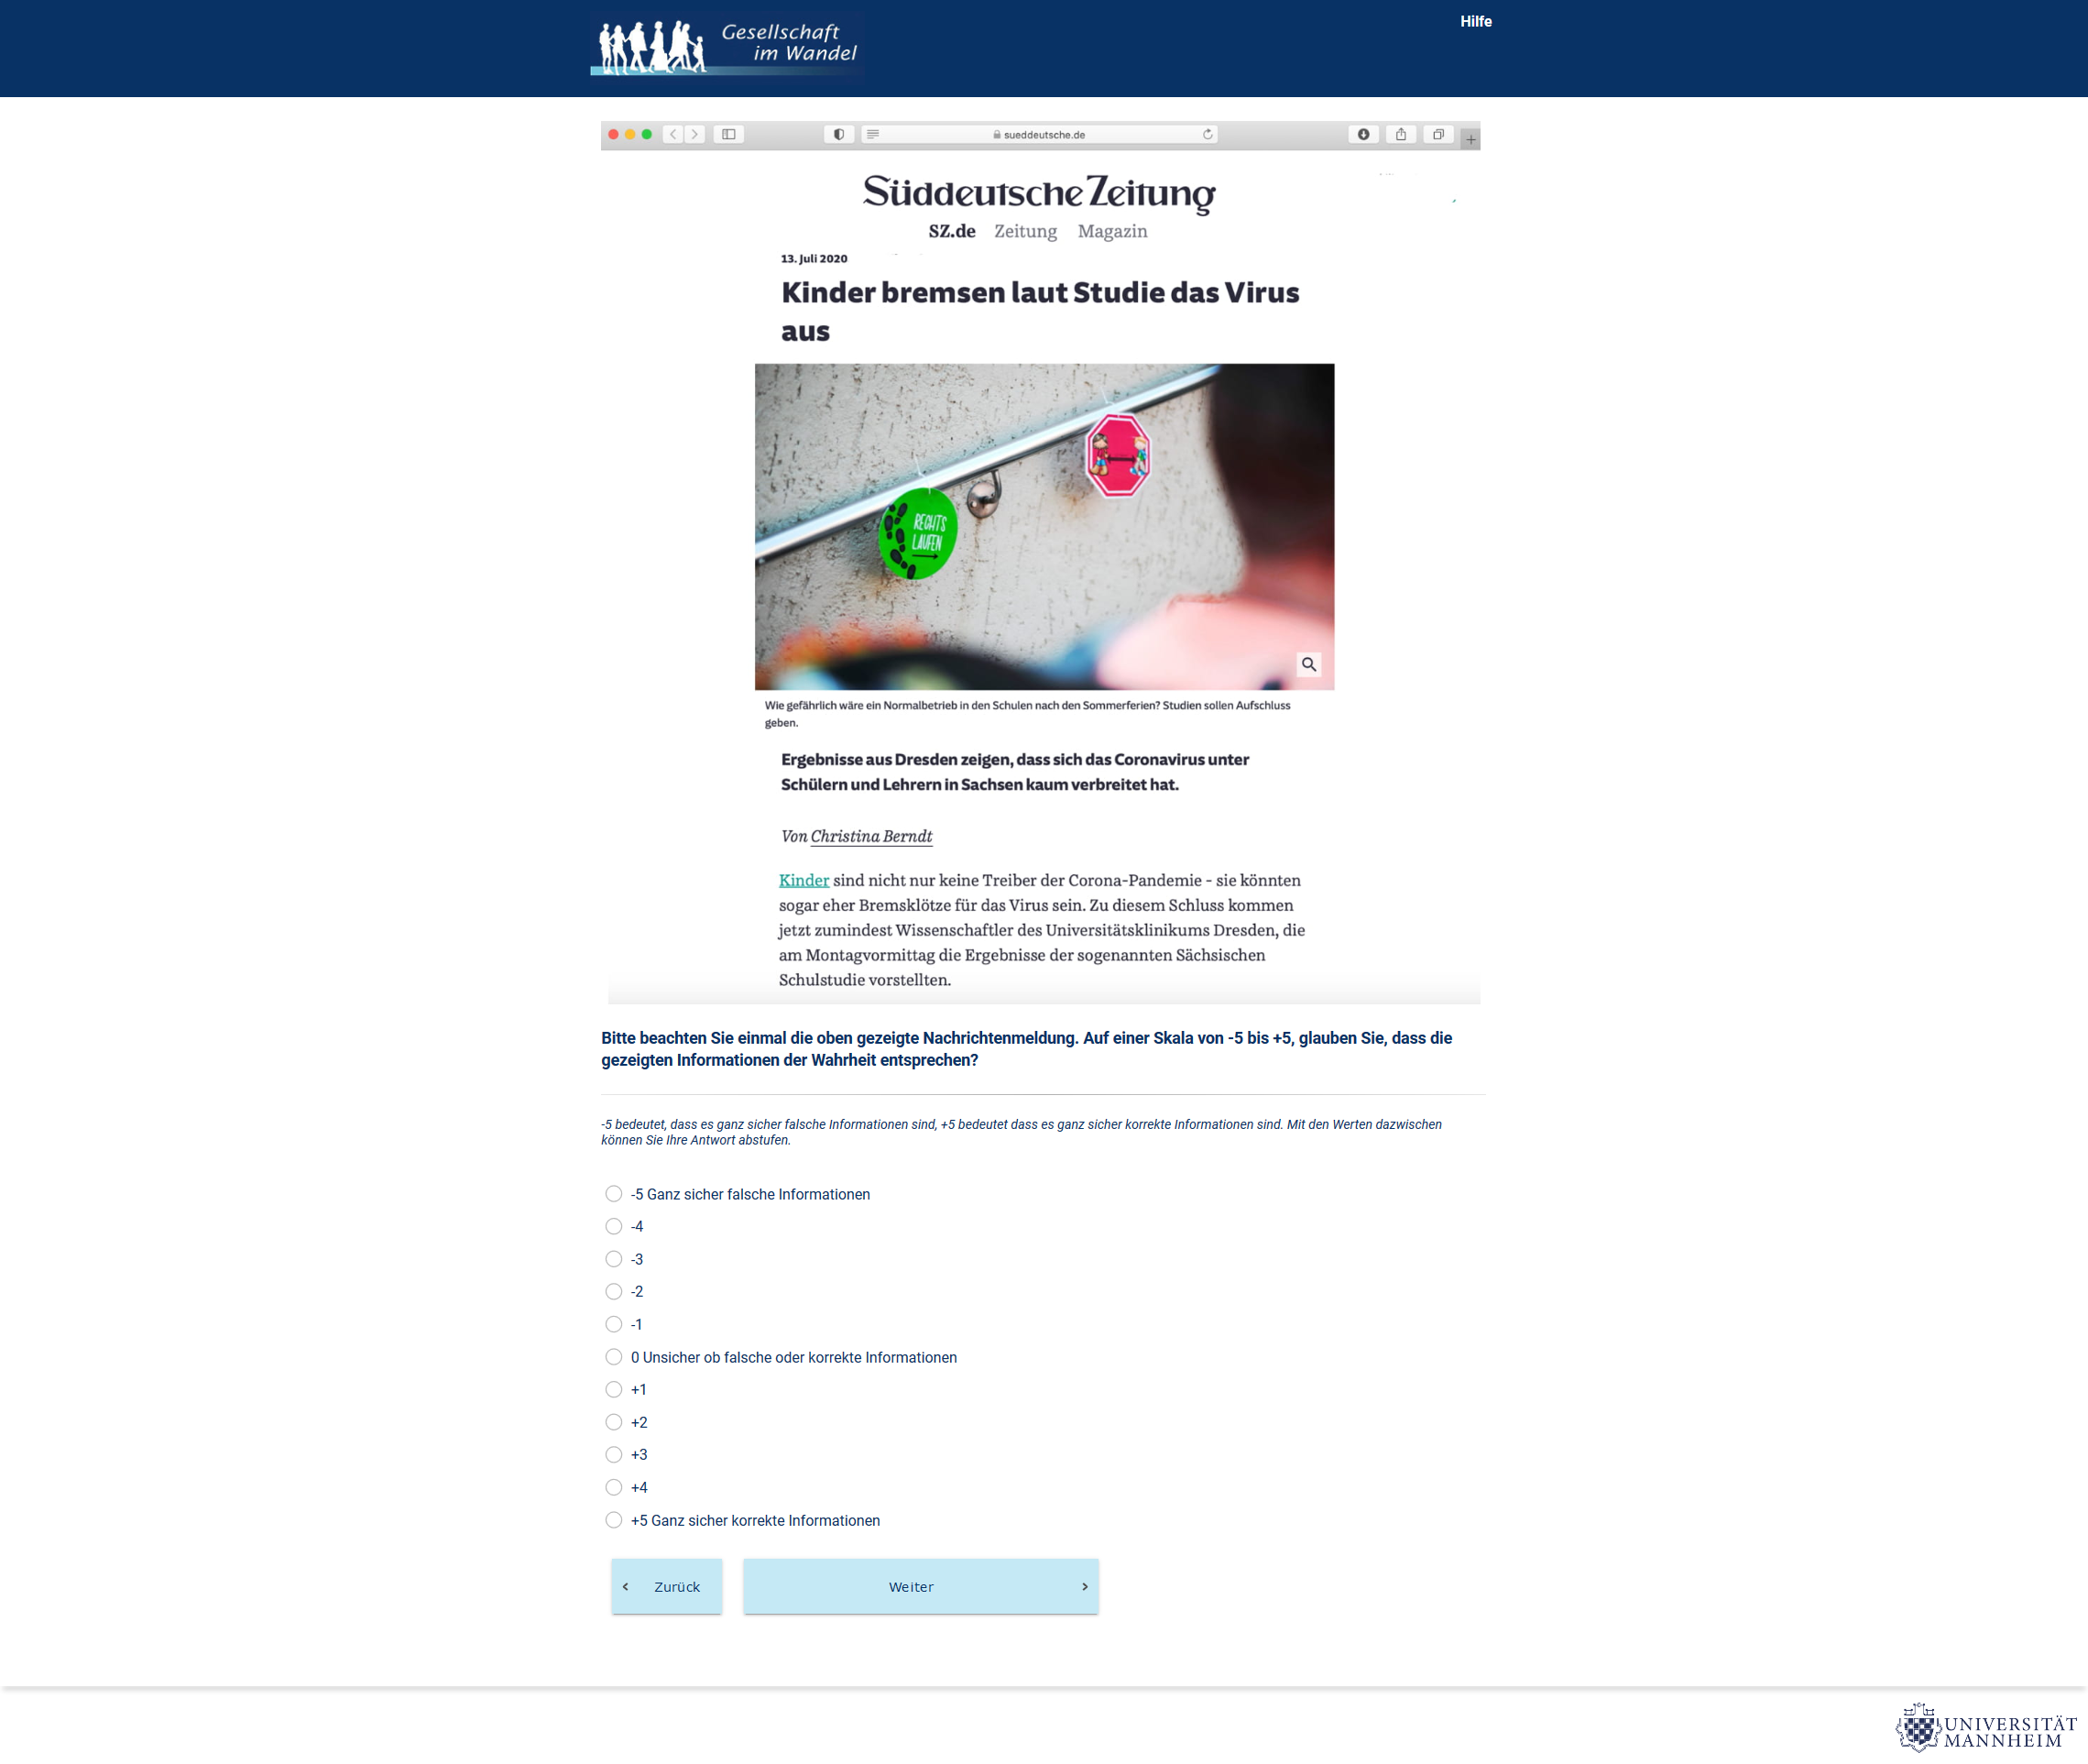 Gesellschaft
im Wandel
Hilfe
sueddeutsche.de
Süddeutsche Zeitung
SZ.de Zeitung Magazin
13. Juli 2020
Kinder bremsen laut Studie das Virus
aus
RECHTS
LAUFEN
Wie gefährlich wäre ein Normalbetrieb in den Schulen nach den Sommerferien? Studien sollen Aufschluss
geben.
Ergebnisse aus Dresden zeigen, dass sich das Coronavirus unter
Schülern und Lehrern in Sachsen kaum verbreitet hat.
Von Christina Berndt
Kinder sind nicht nur keine Treiber der Corona-Pandemie - sie könnten
sogar eher Bremsklötze für das Virus sein. Zu diesem Schluss kommen
jetzt zumindest Wissenschaftler des Universitätsklinikums Dresden, die
am Montagvormittag die Ergebnisse der sogenannten Sächsischen
Schulstudie vorstellten.
Bitte beachten Sie einmal die oben gezeigte Nachrichtenmeldung. Auf einer Skala von -5 bis +5, glauben Sie, dass die
gezeigten Informationen der Wahrheit entsprechen?
-5 bedeutet, dass es ganz sicher falsche Informationen sind, +5 bedeutet dass es ganz sicher korrekte Informationen sind. Mit den Werten dazwischen
können Sie Ihre Antwort abstufen.
-5 Ganz sicher falsche Informationen
-4
-3
-2
-1
0 Unsicher ob falsche oder korrekte Informationen
+1
+2
+3
+4
+5 Ganz sicher korrekte Informationen
Zurück
Weiter
UNIVERSITÄT
MANNHEIM